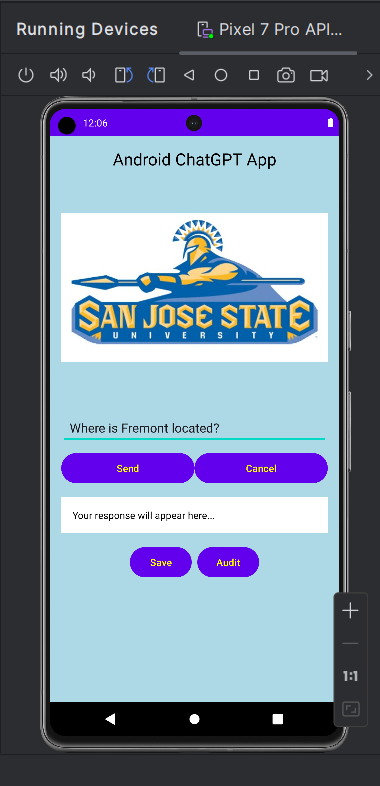 Running Devices
Pixel 7 Pro API...
12:06
Android ChatGPT App
SAN JOSE STATE
UNIVERSITY
Where is Fremont located?
Send
Cancel
Your response will appear here...
Save
Audit
1:1